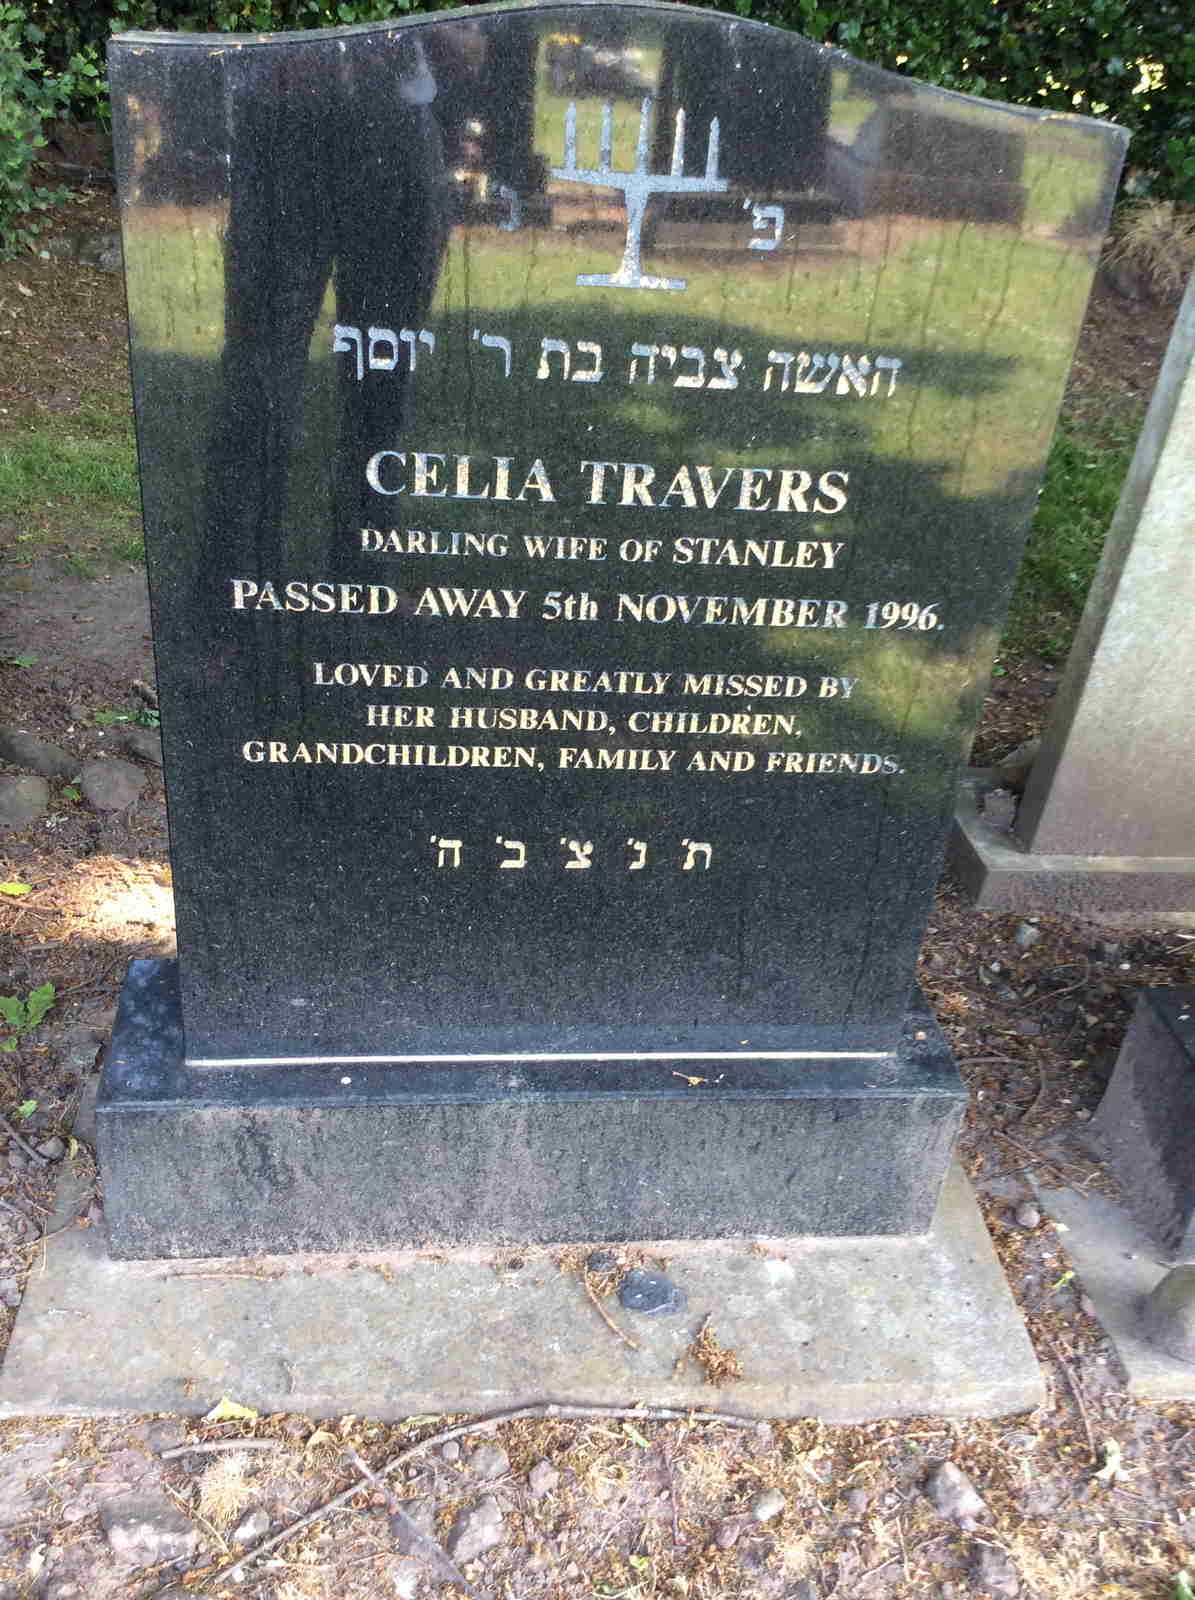 פ׳ נ׳
האשה צביה בת ר׳ יוסף
CELIA TRAVERS
DARLING WIFE OF STANLEY
PASSED AWAY 5th NOVEMBER 1996.
LOVED AND GREATLY MISSED BY
HER HUSBAND, CHILDREN,
GRANDCHILDREN, FAMILY AND FRIENDS.
ת׳ נ׳ צ׳ ב׳ ה׳